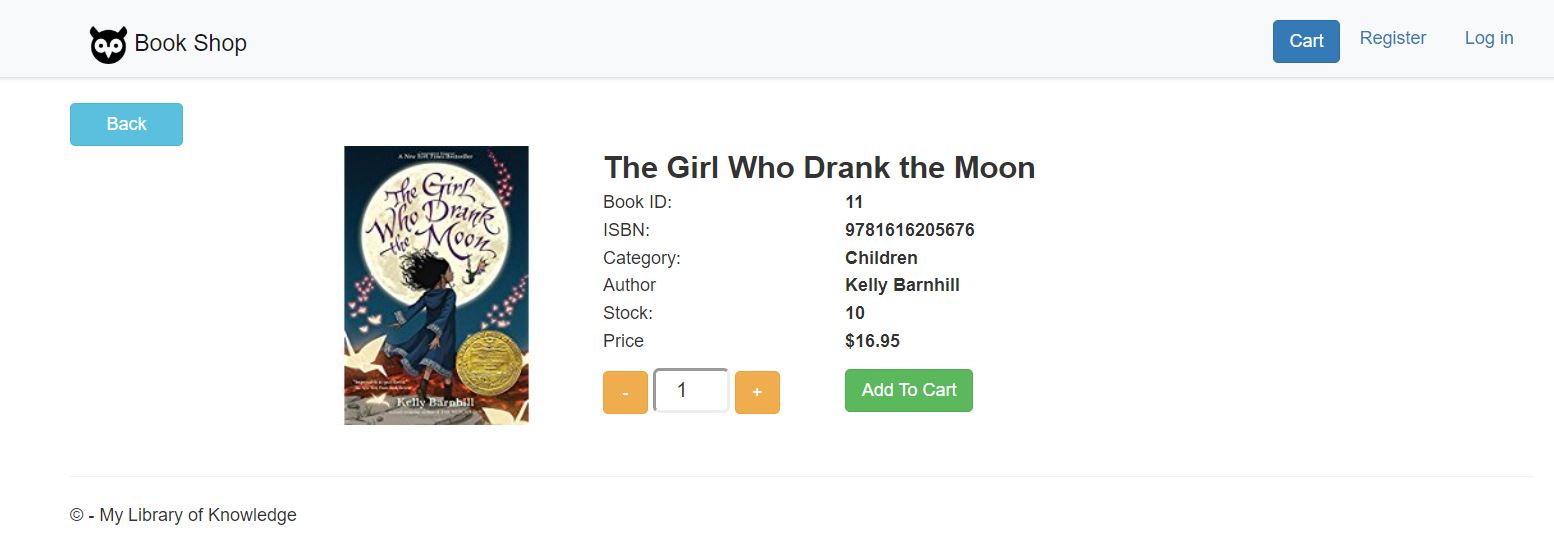 Book Shop
Cart
Register
Log in
Back
A New York Times Bestseller
The Girl
Who Drank
the Moon
Kelly Barnhill
The Girl Who Drank the Moon
Book ID: 11
ISBN: 9781616205676
Category: Children
Author Kelly Barnhill
Stock: 10
Price $16.95
- 1 + Add To Cart
© - My Library of Knowledge